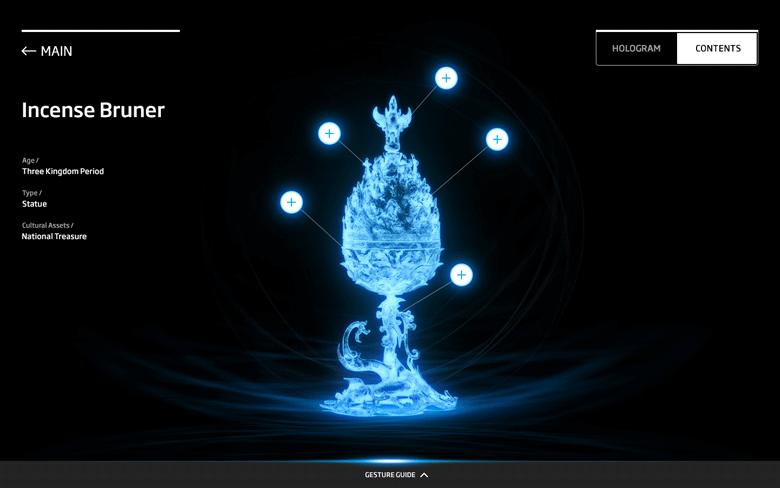 MAIN
HOLOGRAM
CONTENTS
Incense Bruner
Age /
Three Kingdom Period
Type /
Statue
Cultural Assets /
National Treasure
GESTURE GUIDE